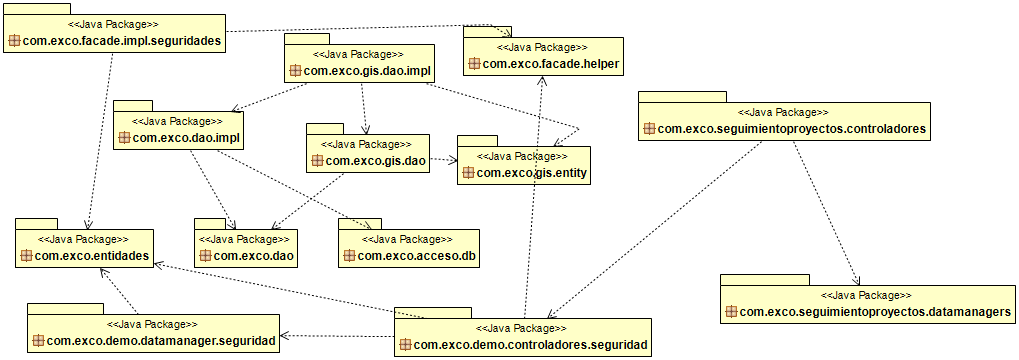 <<Java Package>>
com.exco.facade.impl.seguridades
<<Java Package>>
com.exco.facade.helper
<<Java Package>>
com.exco.gis.dao.impl
<<Java Package>>
com.exco.dao.impl
<<Java Package>>
com.exco.seguimientoproyectos.controladores
<<Java Package>>
com.exco.gis.dao
<<Java Package>>
com.exco.gis.entity
<<Java Package>>
com.exco.entidades
<<Java Package>>
com.exco.dao
<<Java Package>>
com.exco.acceso.db
<<Java Package>>
com.exco.seguimientoproyectos.datamanagers
<<Java Package>>
com.exco.demo.datamanager.seguridad
<<Java Package>>
com.exco.demo.controladores.seguridad